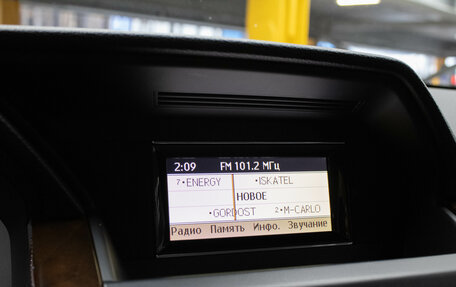 2:09 FM 101.2 МГц
7•ENERGY •ISKATEL
НОВОЕ
•GORDOST 2•M-CARLO
Радио Память Инфо. Звучание